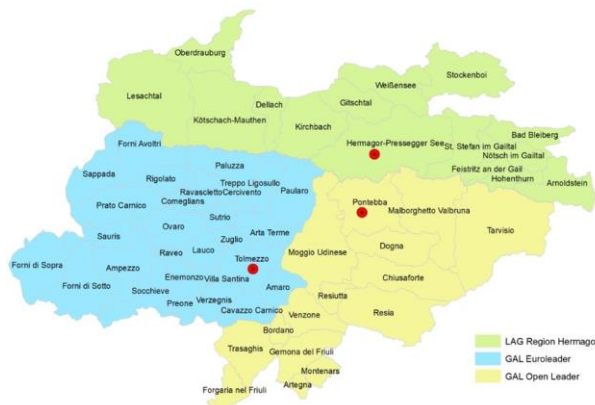 Oberdrauburg
Stockenboi
Weißensee
Lesachtal
Dellach
Gitschtal
Kötschach-Mauthen
Kirchbach
Bad Bleiberg
Forni Avoltri
Hermagor-Pressegger See
St. Stefan im Gailtal
Nötsch im Gailtal
Paluzza
Feistritz an der Gail
Sappada
Rigolato
Treppo Ligosullo
Hohenthurn
Arnoldstein
Ravascletto
Cercivento
Paularo
Comeglians
Pontebba
Prato Carnico
Malborghetto Valbruna
Sutrio
Ovaro
Arta Terme
Tarvisio
Sauris
Zuglio
Dogna
Lauco
Moggio Udinese
Raveo
Forni di Sopra
Tolmezzo
Ampezzo
Enemonzo
Villa Santina
Chiusaforte
Forni di Sotto
Socchieve
Amaro
Resiutta
Preone
Verzegnis
Cavazzo Carnico
Venzone
Resia
Bordano
LAG Region Hermagor
Trasaghis
Gemona del Friuli
GAL Euroleader
Montenars
GAL Open Leader
Forgaria nel Friuli
Artegna